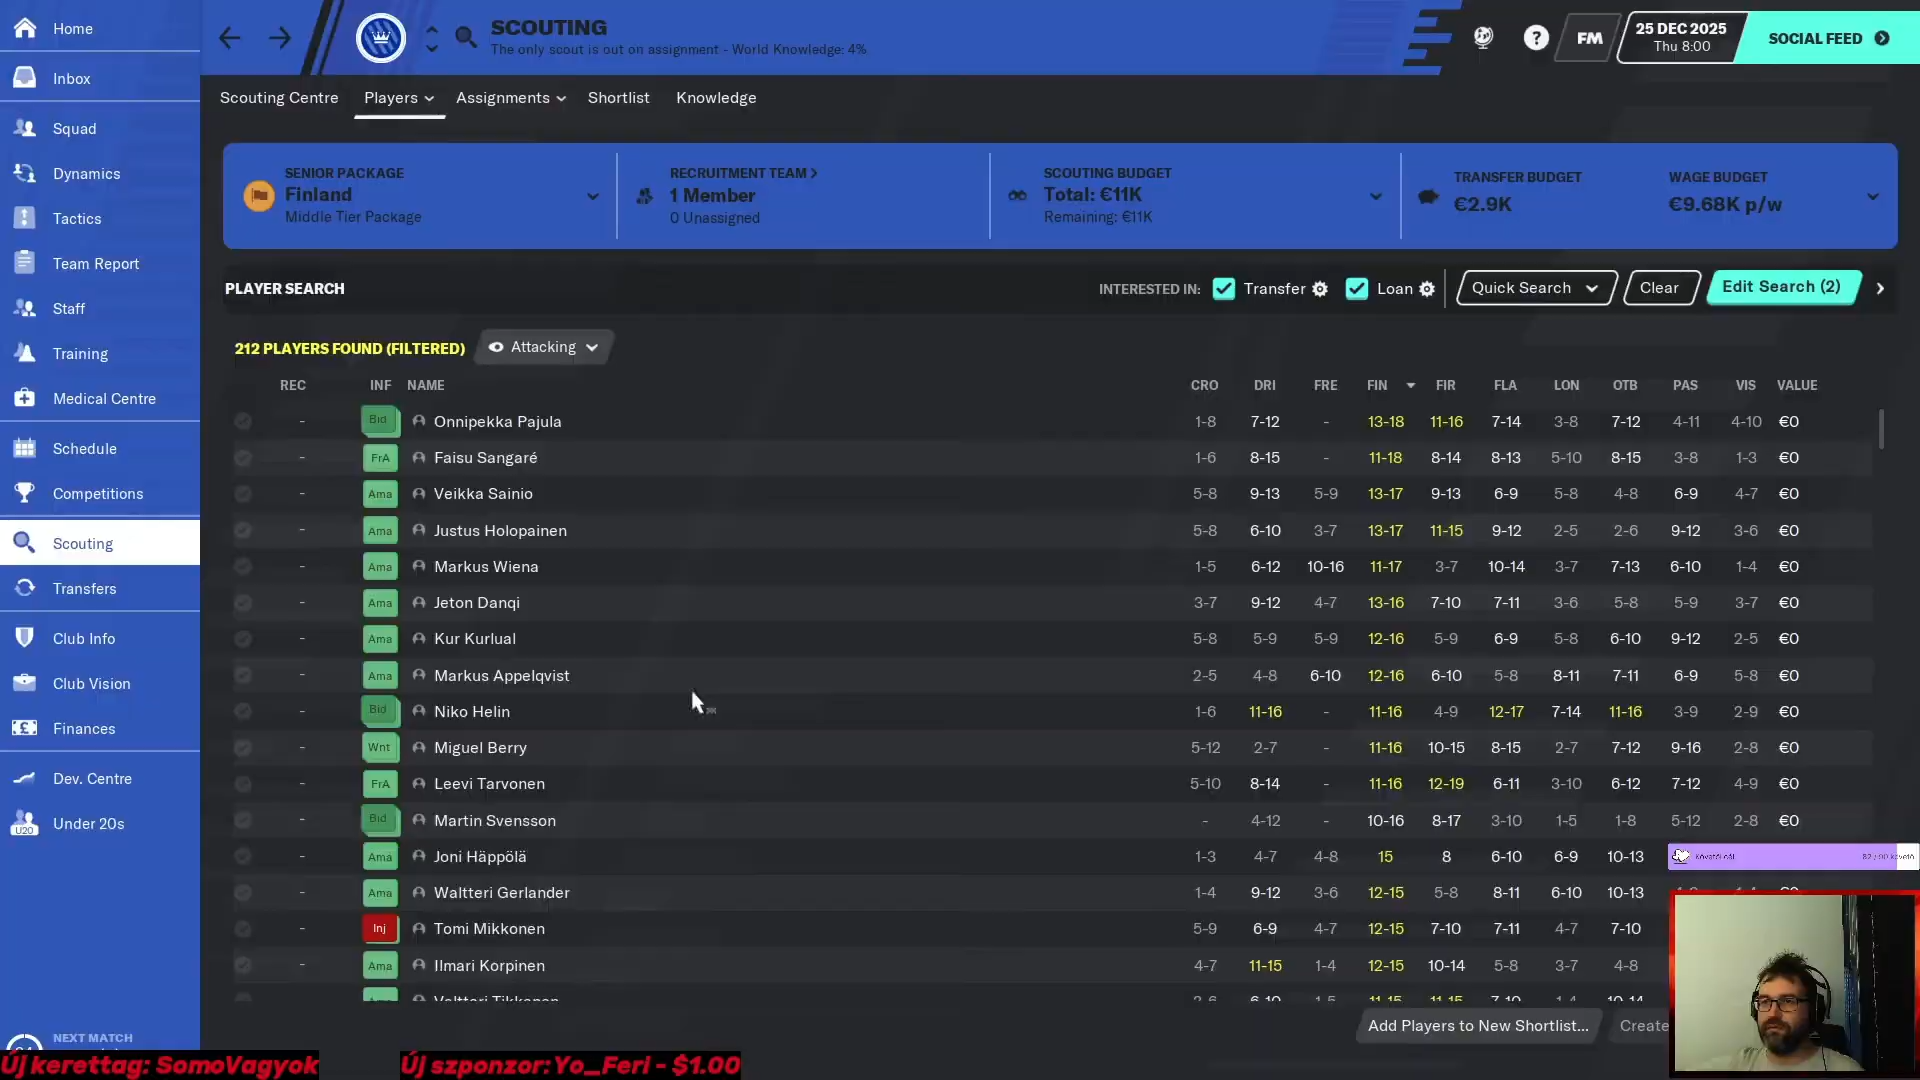 Home
Inbox
Squad
Dynamics
Tactics
Team Report
Staff
Training
Medical Centre
Schedule
Competitions
Scouting
Transfers
Club Info
Club Vision
Finances
Dev. Centre
U20 Under 20s
NEXT MATCH
SCOUTING
The only scout is out on assignment - World Knowledge: 4%
? FM
25 DEC 2025
Thu 8:00
SOCIAL FEED
Scouting Centre Players Assignments Shortlist Knowledge
SENIOR PACKAGE
Finland
Middle Tier Package
RECRUITMENT TEAM >
1 Member
0 Unassigned
SCOUTING BUDGET
Total: €11K
Remaining: €11K
TRANSFER BUDGET
€2.9K
WAGE BUDGET
€9.68K p/w
PLAYER SEARCH INTERESTED IN: Transfer Loan Quick Search Clear Edit Search (2)
212 PLAYERS FOUND (FILTERED) Attacking
REC INF NAME CRO DRI FRE FIN FIR FLA LON OTB PAS VIS VALUE
- Bid Onnipekka Pajula 1-8 7-12 - 13-18 11-16 7-14 3-8 7-12 4-11 4-10 €0
- FrA Faisu Sangaré 1-6 8-15 - 11-18 8-14 8-13 5-10 8-15 3-8 1-3 €0
- Ama Veikka Sainio 5-8 9-13 5-9 13-17 9-13 6-9 5-8 4-8 6-9 4-7 €0
- Ama Justus Holopainen 5-8 6-10 3-7 13-17 11-15 9-12 2-5 2-6 9-12 3-6 €0
- Ama Markus Wiena 1-5 6-12 10-16 11-17 3-7 10-14 3-7 7-13 6-10 1-4 €0
- Ama Jeton Danqi 3-7 9-12 4-7 13-16 7-10 7-11 3-6 5-8 5-9 3-7 €0
- Ama Kur Kurlual 5-8 5-9 5-9 12-16 5-9 6-9 5-8 6-10 9-12 2-5 €0
- Ama Markus Appelqvist 2-5 4-8 6-10 12-16 6-10 5-8 8-11 7-11 6-9 5-8 €0
- Bid Niko Helin 1-6 11-16 - 11-16 4-9 12-17 7-14 11-16 3-9 2-9 €0
- Wnt Miguel Berry 5-12 2-7 - 11-16 10-15 8-15 2-7 7-12 9-16 2-8 €0
- FrA Leevi Tarvonen 5-10 8-14 - 11-16 12-19 6-11 3-10 6-12 7-12 4-9 €0
- Bid Martin Svensson - 4-12 - 10-16 8-17 3-10 1-5 1-8 5-12 2-8 €0
- Ama Joni Häppölä 1-3 4-7 4-8 15 8 6-10 6-9 10-13
- Ama Waltteri Gerlander 1-4 9-12 3-6 12-15 5-8 8-11 6-10 10-13
- Inj Tomi Mikkonen 5-9 6-9 4-7 12-15 7-10 7-11 4-7 7-10
- Ama Ilmari Korpinen 4-7 11-15 1-4 12-15 10-14 5-8 3-7 4-8
Követői cél
Add Players to New Shortlist... Create
Új kerettag: SomoVagyok Új szponzor: Yo_Feri - $1.00